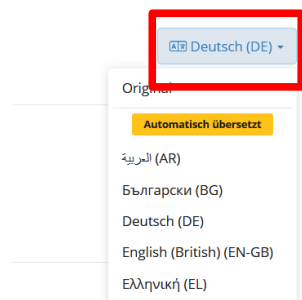 Deutsch (DE)
Original
Automatisch übersetzt
العربية (AR)
Български (BG)
Deutsch (DE)
English (British) (EN-GB)
Ελληνική (EL)